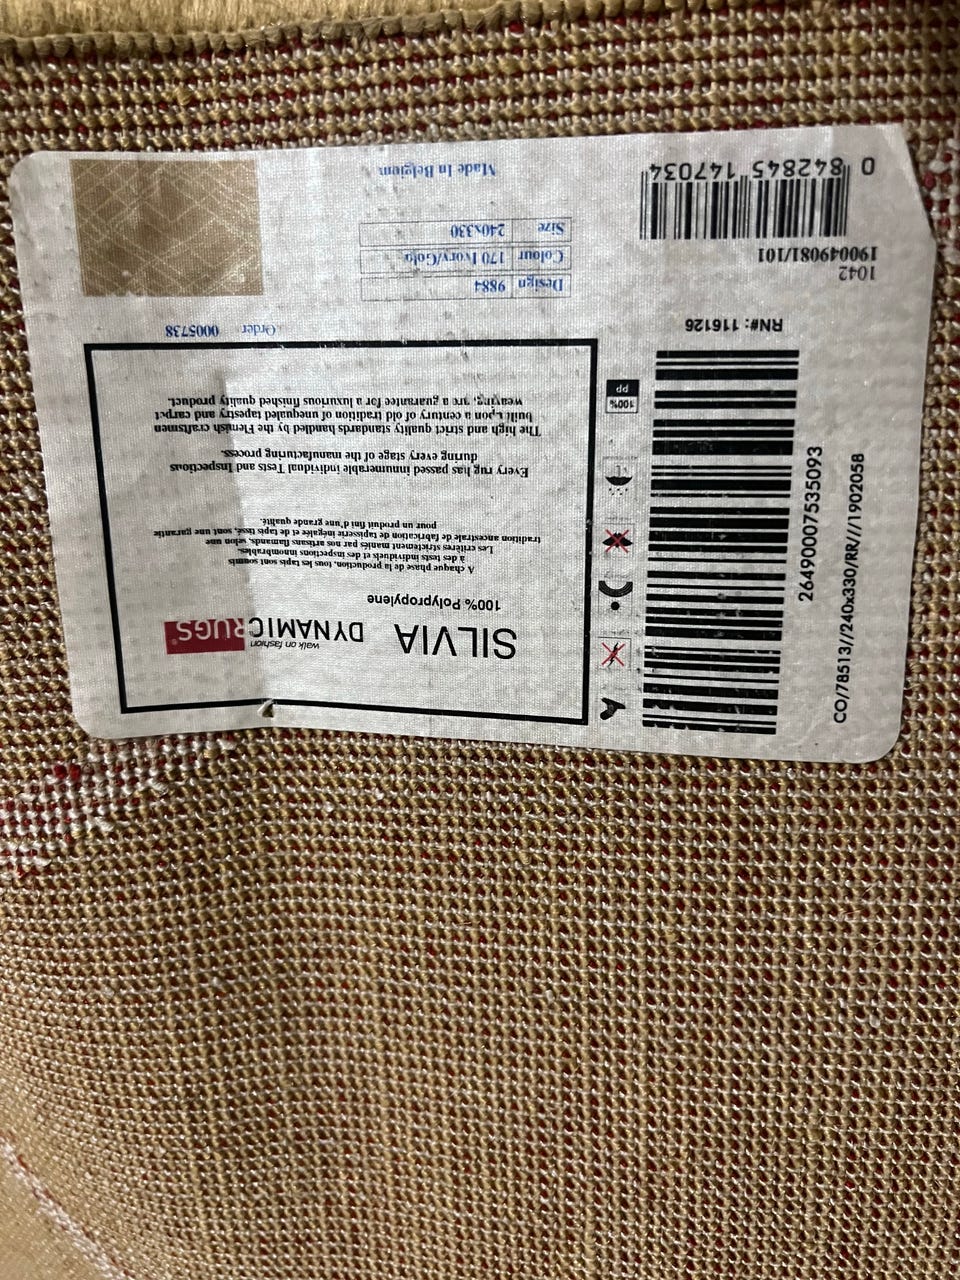 SILVIA DYNAMIC RUGS®
walk on fashion
100% Polypropylene
A chaque phase de la production, tous les tapis sont soumis
à des tests individuels et des inspections innombrables.
Les critères strictement maniés par nos artisans flamands, selon une
tradition ancestrale de fabrication de tapisserie inégalée et de tapis tissé, sont une garantie
pour un produit fini d'une grande qualité.
Every rug has passed innumerable individual Tests and Inspections
during every stage of the manufacturing process.
The high and strict quality standards handled by the Flemish craftsmen
built upon a century of old tradition of unequaled tapestry and carpet
weaving, are a guarantee for a luxurious finished quality product.
Order 0005738
Design 9884
Colour 170 Ivory/Gold
Size 240x330
Made In Belgium
100%
PP
RN#: 116126
1042
190049081/101
0 842845 147034
26490007535093
CO/78513//240x330/RR///1902058